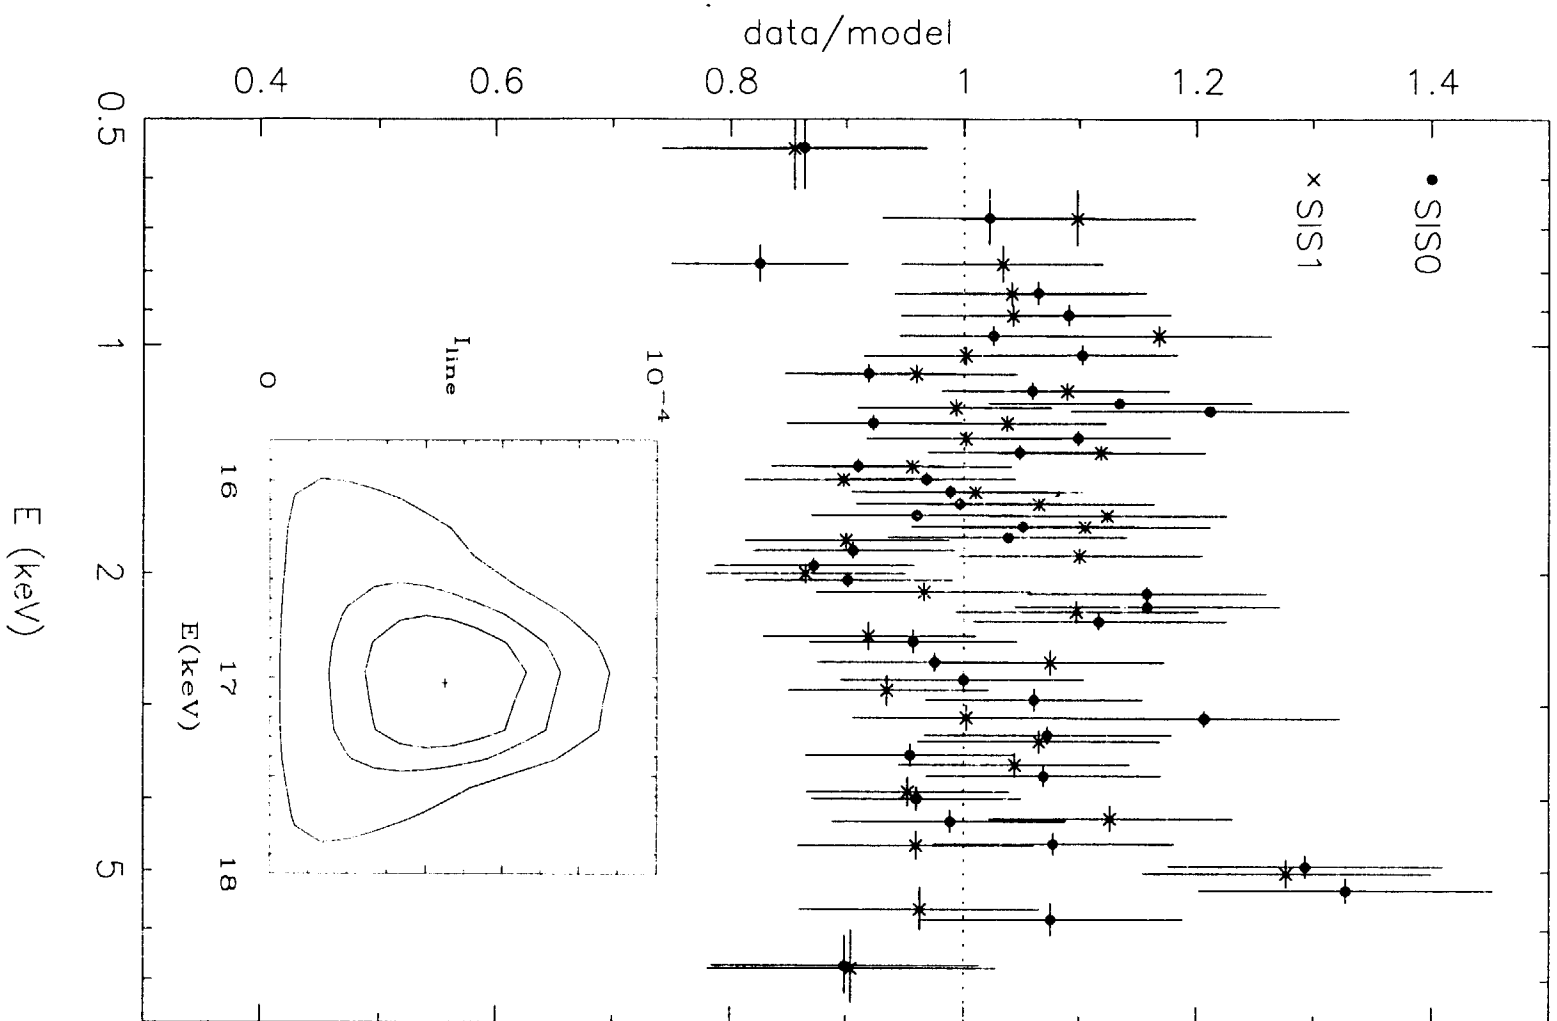 data/model
0.4 0.6 0.8 1 1.2 1.4
0.5
1
2
5
E (keV)
• SIS0
× SIS1
I_line
0
10^-4
16
17
18
E(keV)